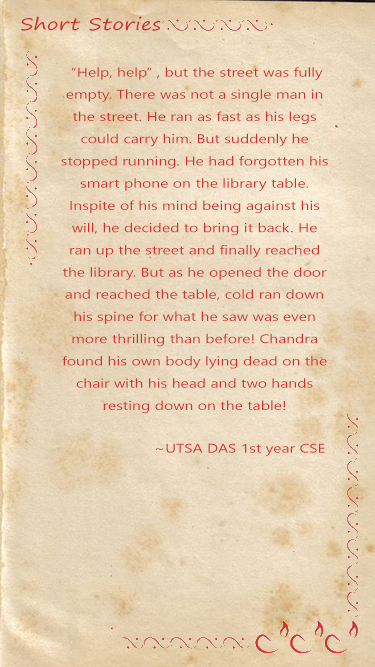 Short Stories
“Help, help” , but the street was fully
empty. There was not a single man in
the street. He ran as fast as his legs
could carry him. But suddenly he
stopped running. He had forgotten his
smart phone on the library table.
Inspite of his mind being against his
will, he decided to bring it back. He
ran up the street and finally reached
the library. But as he opened the door
and reached the table, cold ran down
his spine for what he saw was even
more thrilling than before! Chandra
found his own body lying dead on the
chair with his head and two hands
resting down on the table!
~UTSA DAS 1st year CSE